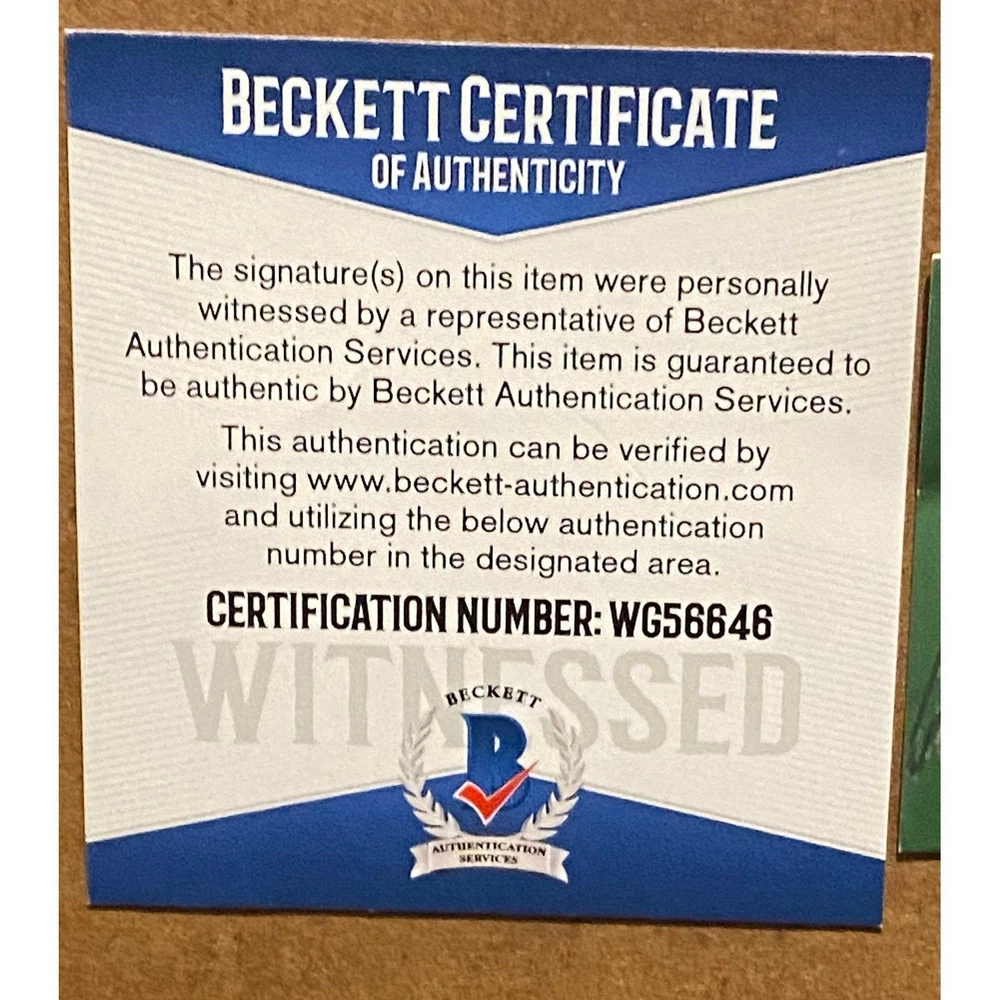 BECKETT CERTIFICATE
OF AUTHENTICITY
The signature(s) on this item were personally
witnessed by a representative of Beckett
Authentication Services. This item is guaranteed to
be authentic by Beckett Authentication Services.
This authentication can be verified by
visiting www.beckett-authentication.com
and utilizing the below authentication
number in the designated area.
CERTIFICATION NUMBER: WG56646
WITNESSED
BECKETT
B
AUTHENTICATION
SERVICES